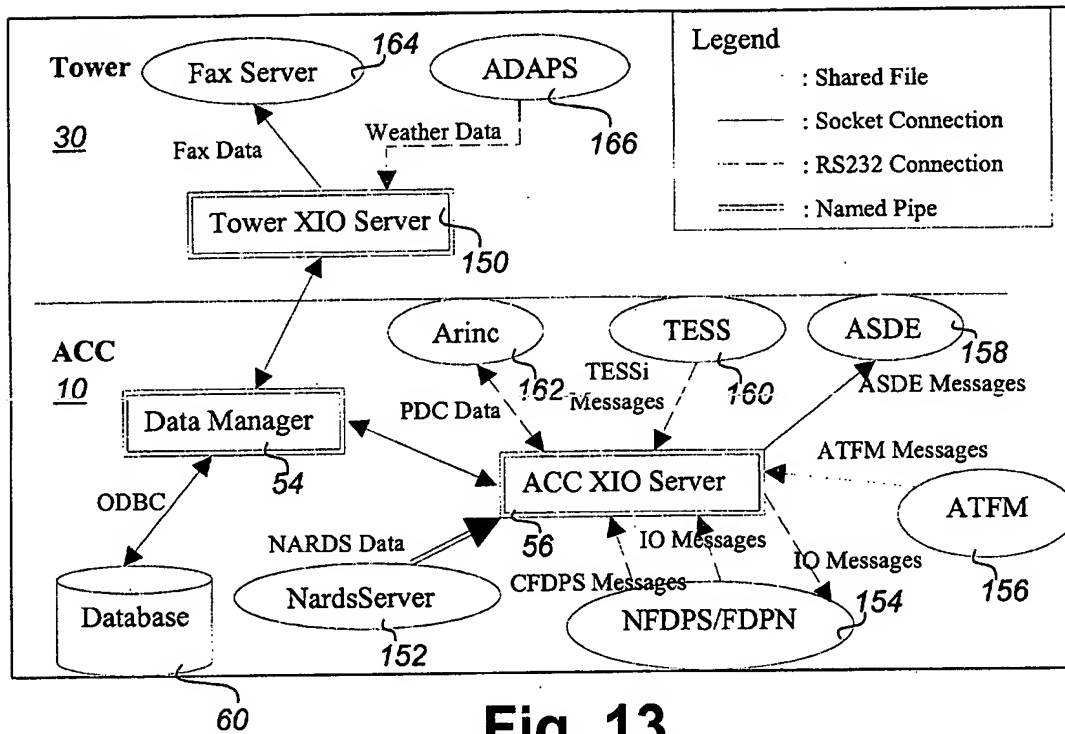 Tower
30
Fax Server
164
ADAPS
166
Weather Data
Fax Data
Tower XIO Server
150
Legend
: Shared File
: Socket Connection
: RS232 Connection
: Named Pipe
ACC
10
Arinc
162
TESS
160
ASDE
158
TESSi
Messages
ASDE Messages
PDC Data
Data Manager
54
ATFM Messages
ACC XIO Server
56
ATFM
156
ODBC
NARDS Data
IO Messages
IO Messages
CFDPS Messages
Database
60
NardsServer
152
NFDPS/FDPN
154
Fig. 13